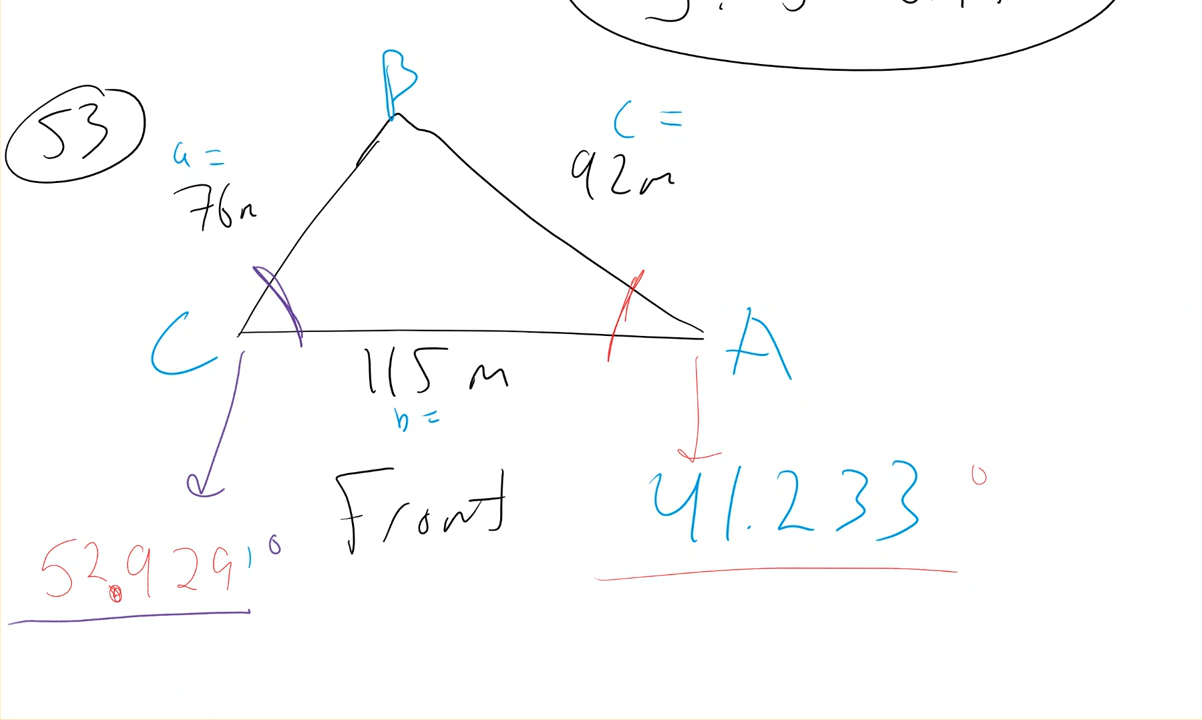 B
53
c =
a =
92m
76m
C
A
115 m
b =
41.233°
Front
52.929°